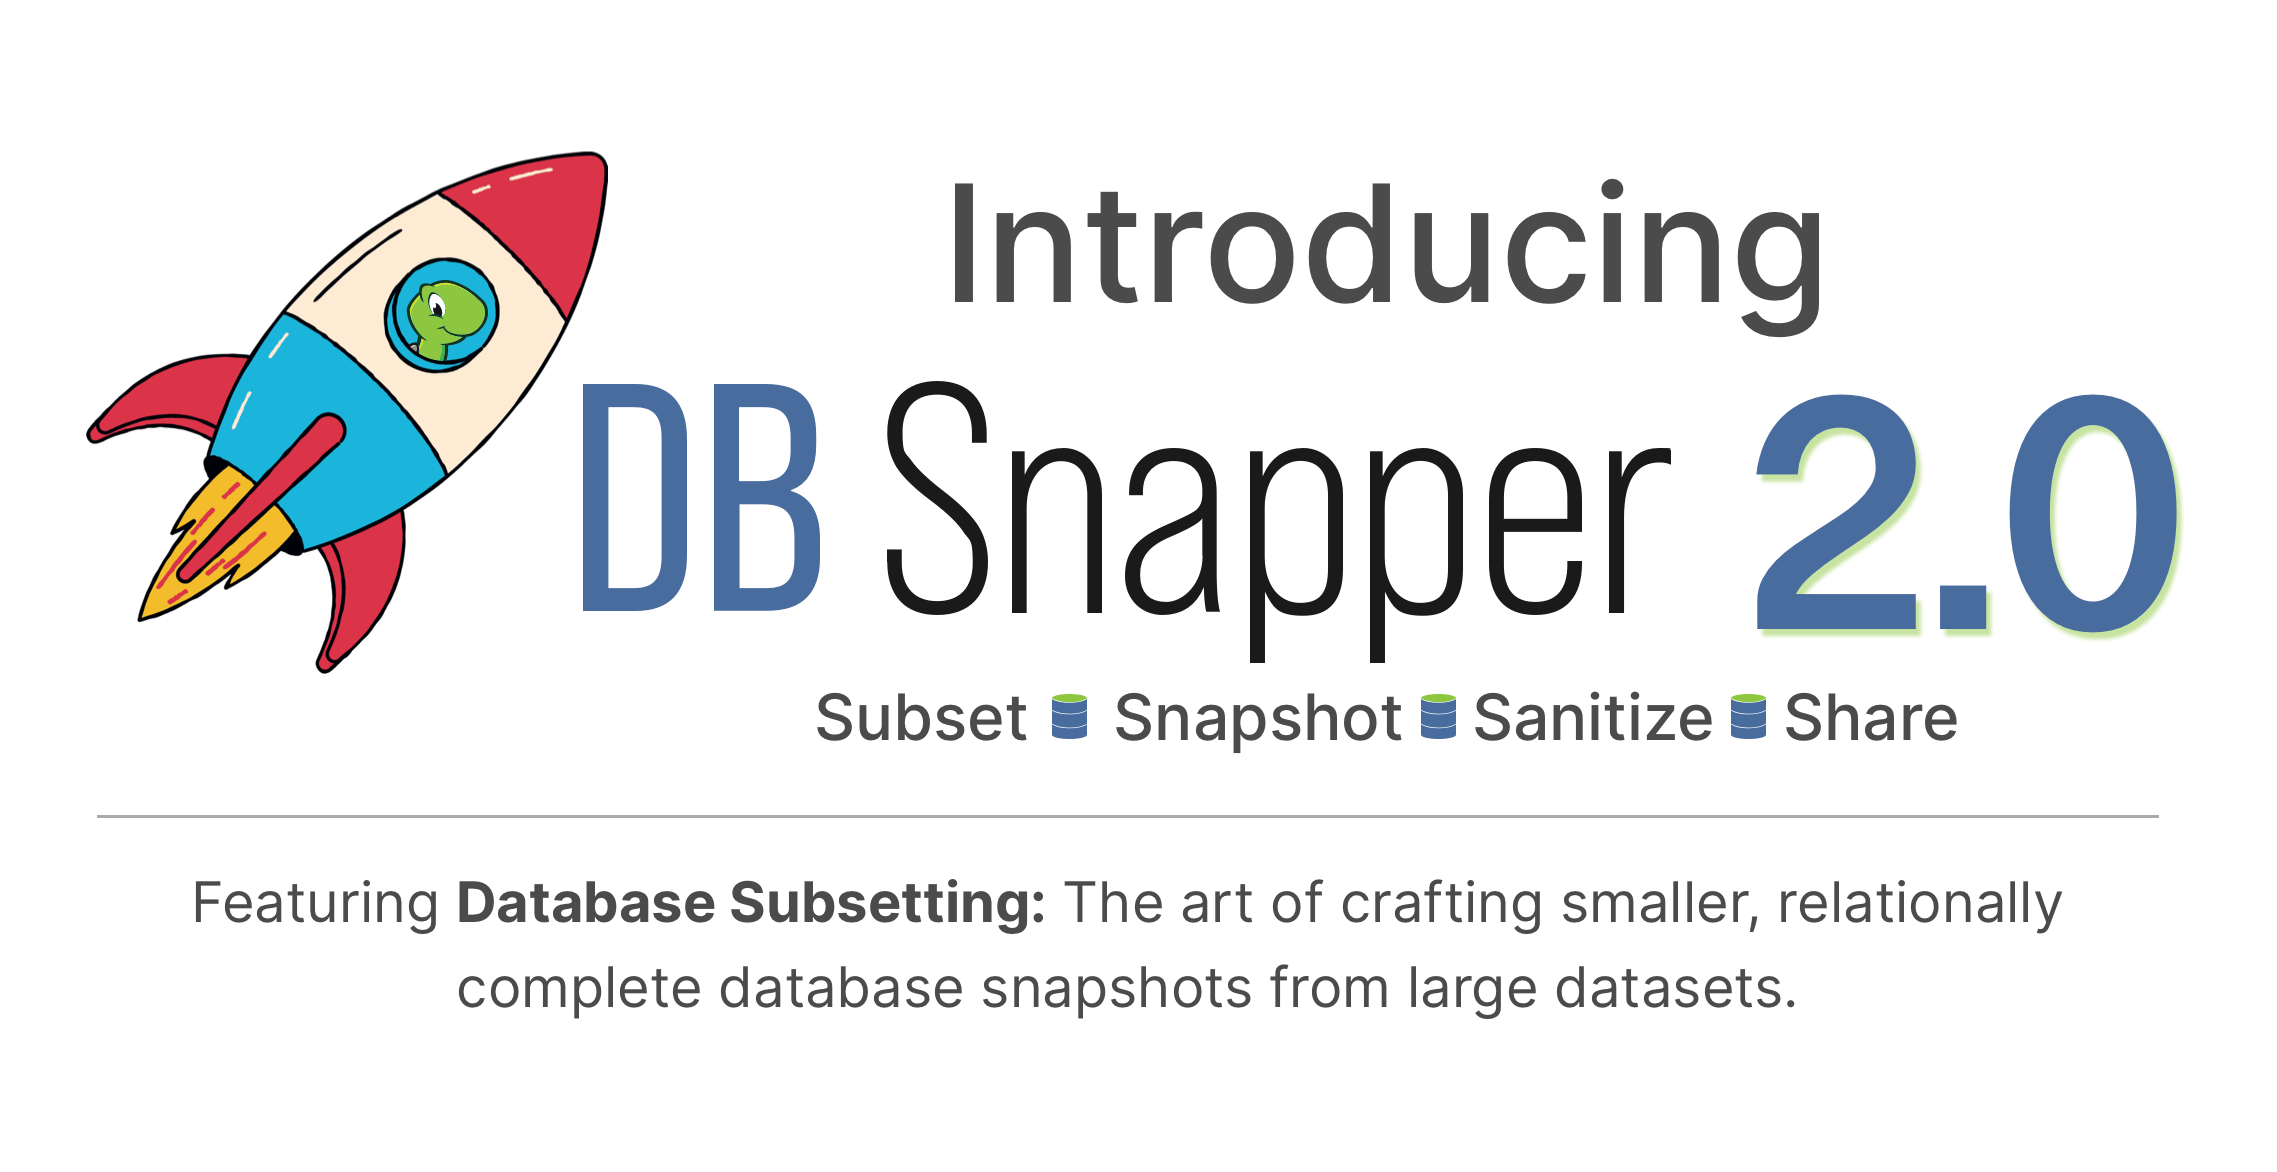 Introducing
DB Snapper 2.0
Subset Snapshot Sanitize Share
Featuring Database Subsetting: The art of crafting smaller, relationally
complete database snapshots from large datasets.